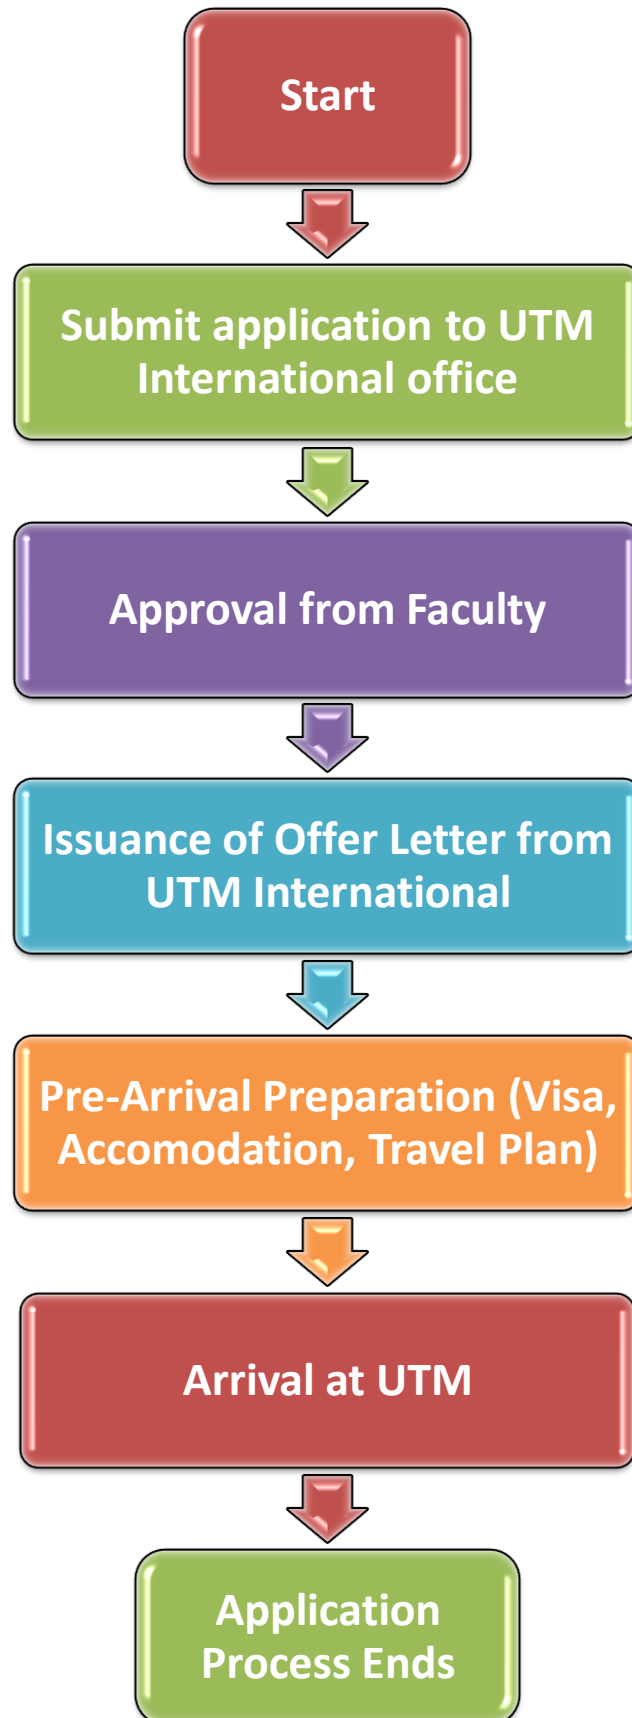 Start
Submit application to UTM
International office
Approval from Faculty
Issuance of Offer Letter from
UTM International
Pre-Arrival Preparation (Visa,
Accomodation, Travel Plan)
Arrival at UTM
Application
Process Ends